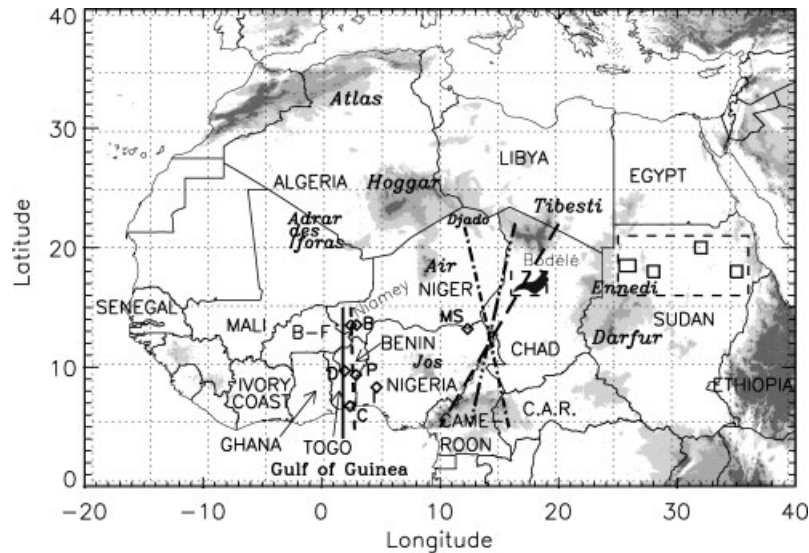 40
30
20
10
0
Latitude
-20
-10
0
10
20
30
40
Longitude
Atlas
LIBYA
EGYPT
ALGERIA
Hoggar
Tibesti
Adrar
des
Iforas
Djado
Bodélé
Air
NIGER
Ennedi
SENEGAL
MALI
Niamey
MS
SUDAN
B-F
B
BENIN
CHAD
Darfur
Jos
D
P
IVORY
COAST
NIGERIA
I
ETHIOPIA
C
CAME-
ROON
C.A.R.
GHANA
TOGO
Gulf of Guinea